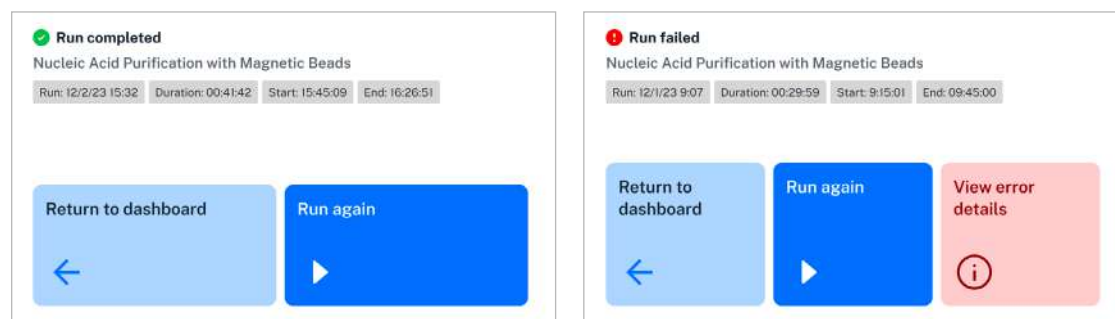 Run completed
Nucleic Acid Purification with Magnetic Beads
Run: 12/2/23 15:32 Duration: 00:41:42 Start: 15:45:09 End: 16:26:51
Return to dashboard
Run again
Run failed
Nucleic Acid Purification with Magnetic Beads
Run: 12/1/23 9:07 Duration: 00:29:59 Start: 9:15:01 End: 09:45:00
Return to
dashboard
Run again
View error
details